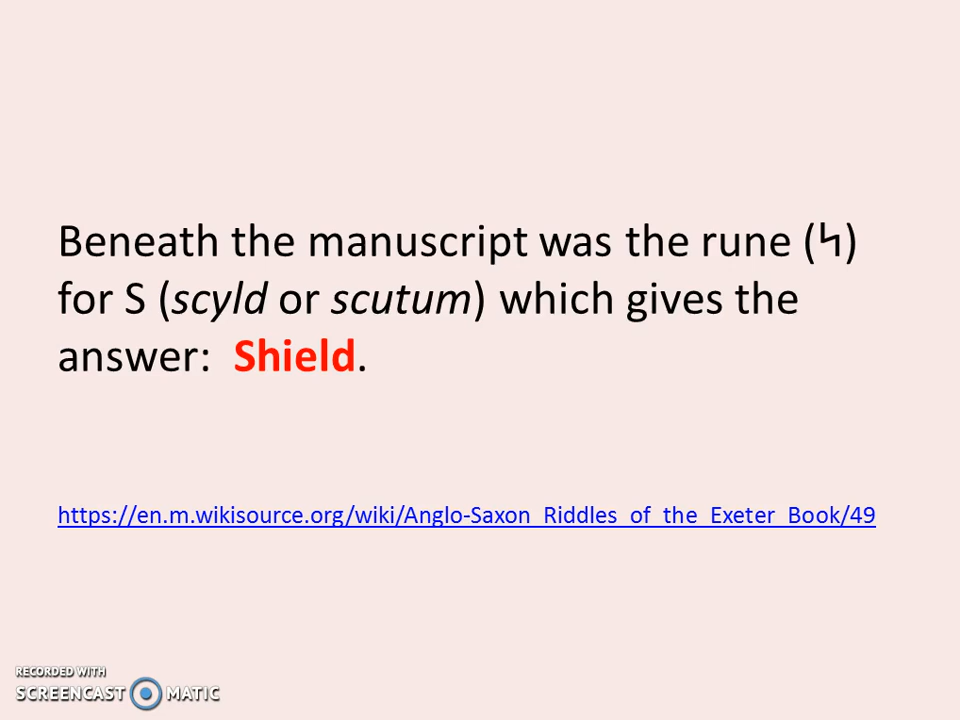 Beneath the manuscript was the rune (ᛋ)
for S (scyld or scutum) which gives the
answer:  Shield.
https://en.m.wikisource.org/wiki/Anglo-Saxon_Riddles_of_the_Exeter_Book/49
RECORDED WITH
SCREENCAST MATIC